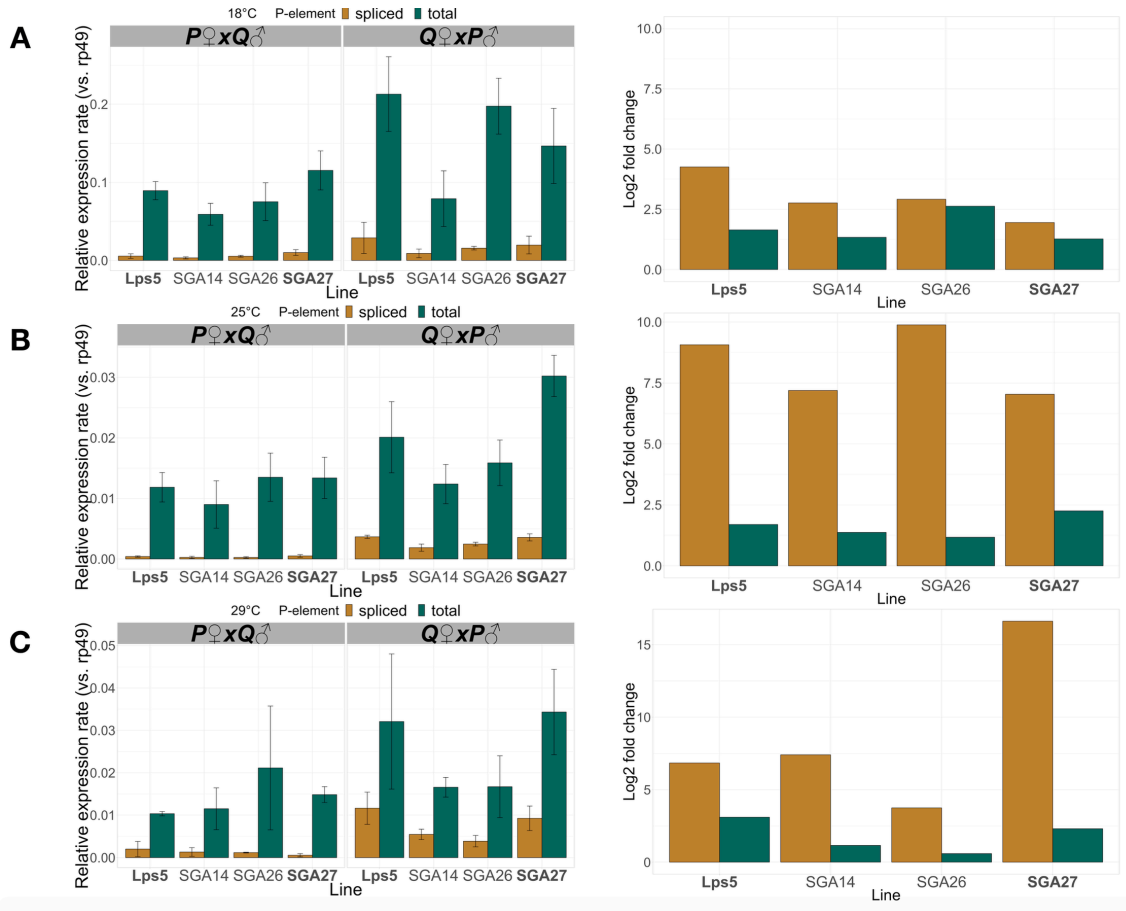 A
18°C P-element spliced total
P♀xQ♂ Q♀xP♂
Relative expression rate (vs. rp49)
0.2
0.1
0.0
Lps5 SGA14 SGA26 SGA27 Lps5 SGA14 SGA26 SGA27
Line
Log2 fold change
10.0
7.5
5.0
2.5
0.0
Lps5 SGA14 SGA26 SGA27
Line
B
25°C P-element spliced total
P♀xQ♂ Q♀xP♂
Relative expression rate (vs. rp49)
0.03
0.02
0.01
0.00
Lps5 SGA14 SGA26 SGA27 Lps5 SGA14 SGA26 SGA27
Line
Log2 fold change
10.0
7.5
5.0
2.5
0.0
Lps5 SGA14 SGA26 SGA27
Line
C
29°C P-element spliced total
P♀xQ♂ Q♀xP♂
Relative expression rate (vs. rp49)
0.05
0.04
0.03
0.02
0.01
0.00
Lps5 SGA14 SGA26 SGA27 Lps5 SGA14 SGA26 SGA27
Line
Log2 fold change
15
10
5
0
Lps5 SGA14 SGA26 SGA27
Line